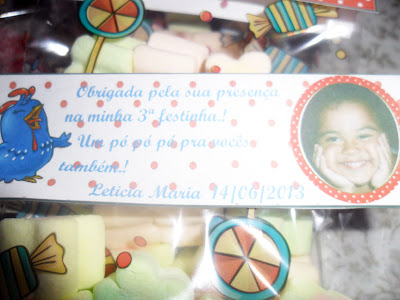 Obrigada pela sua presença
na minha 3ª festinha.!
Um pó pó pó pra vocês
também.!
Leticia Maria 14/06/2013